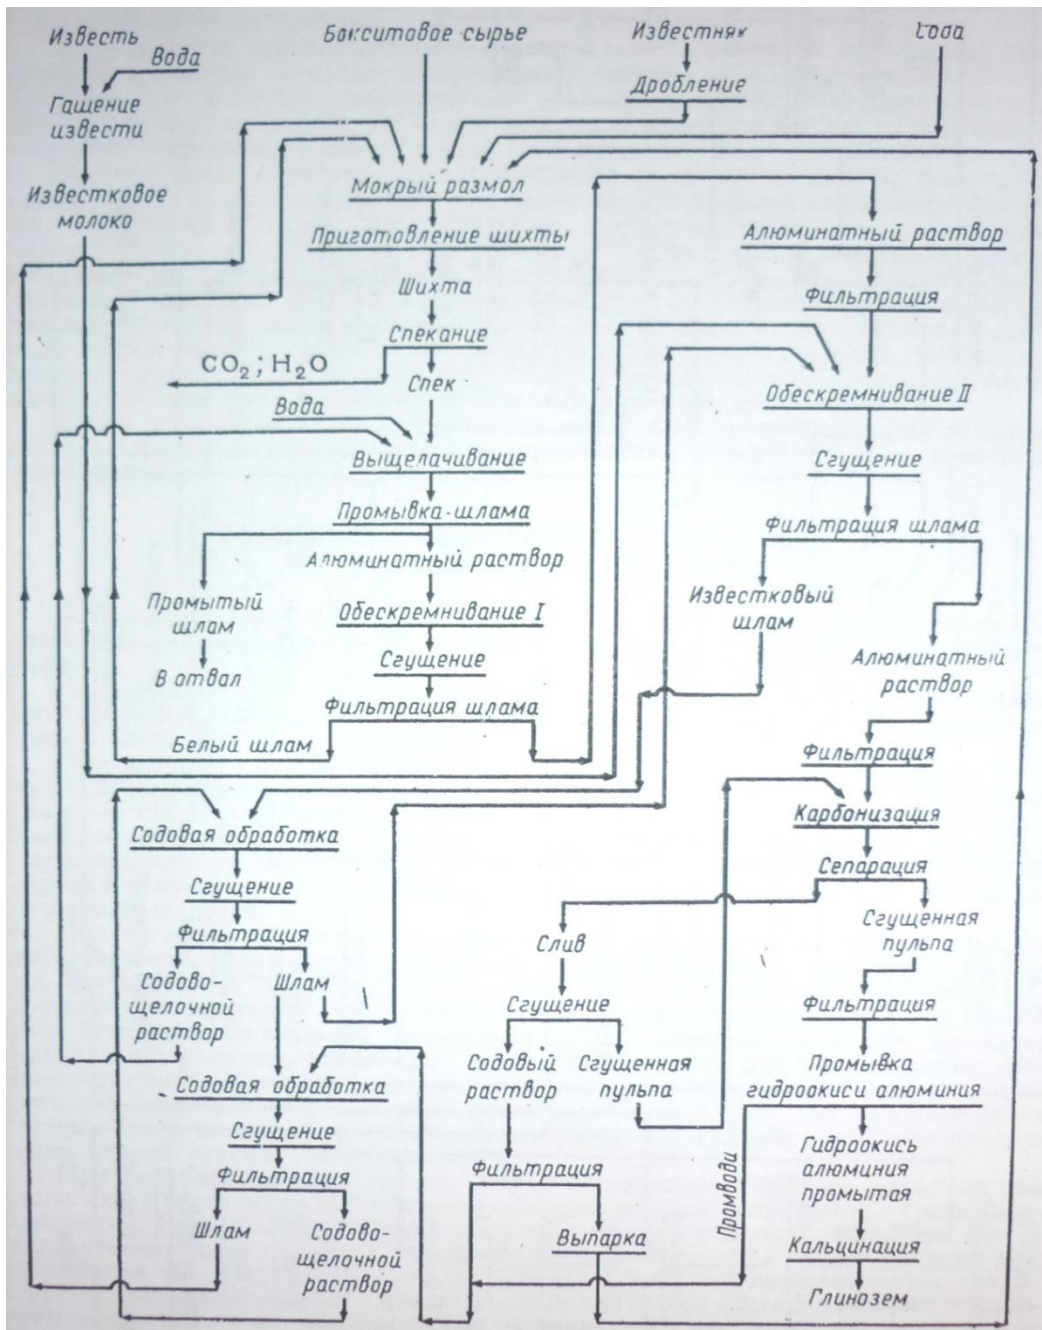 Известь
Бокситовое сырье
Известняк
Сода
Вода
Дробление
Гашение
извести
Мокрый размол
Известковое
молоко
Приготовление шихты
Алюминатный раствор
Шихта
Фильтрация
Спекание
CO₂; H₂O
Спек
Обескремнивание II
Вода
Выщелачивание
Сгущение
Промывка шлама
Фильтрация шлама
Алюминатный раствор
Промытый
шлам
Обескремнивание I
Известковый
шлам
Сгущение
В отвал
Алюминатный
раствор
Фильтрация шлама
Белый шлам
Фильтрация
Содовая обработка
Карбонизация
Сгущение
Сепарация
Фильтрация
Слив
Сгущенная
пульпа
Содово-
щелочной
раствор
Шлам
Сгущение
Фильтрация
Содовый
раствор
Сгущенная
пульпа
Промывка
гидроокиси алюминия
Содовая обработка
Сгущение
Фильтрация
Фильтрация
Промводы
Гидроокись
алюминия
промытая
Шлам
Содово-
щелочной
раствор
Выпарка
Кальцинация
Глинозем